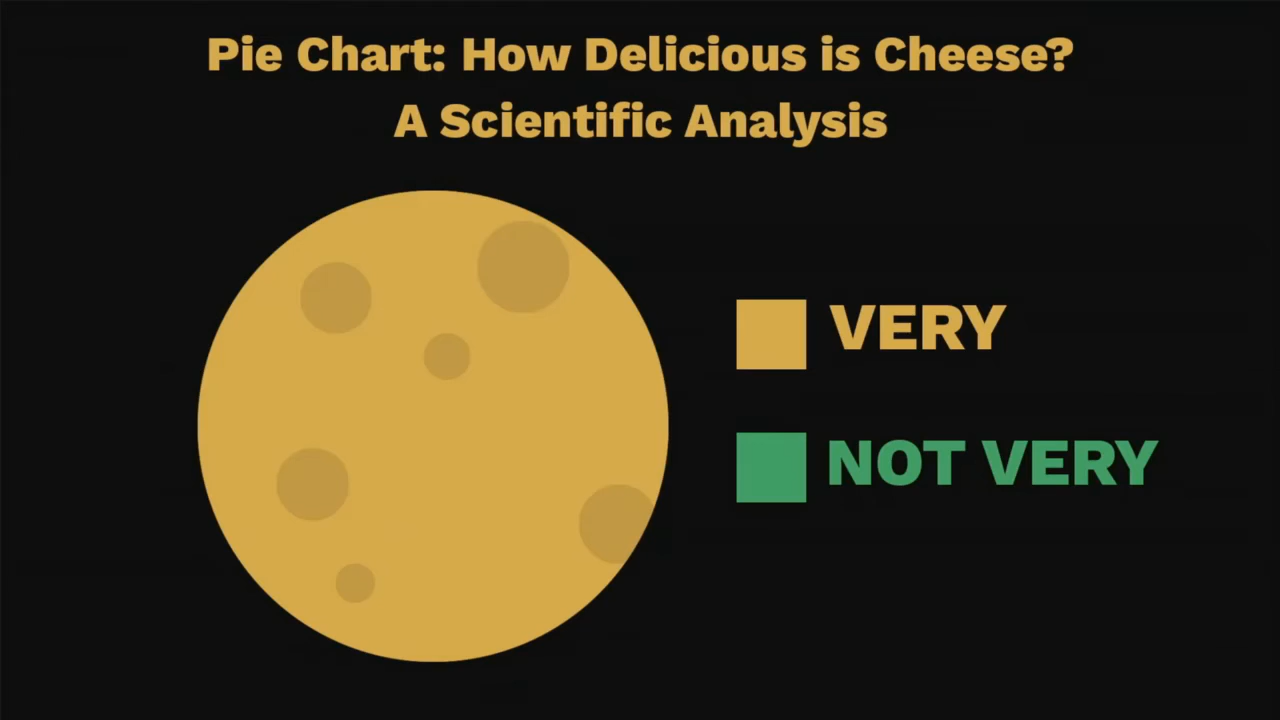 Pie Chart: How Delicious is Cheese?
A Scientific Analysis
VERY
NOT VERY